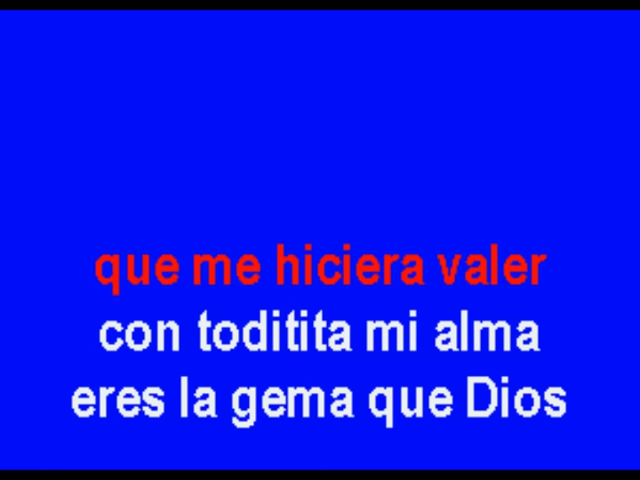 que me hiciera valer
con toditita mi alma
eres la gema que Dios